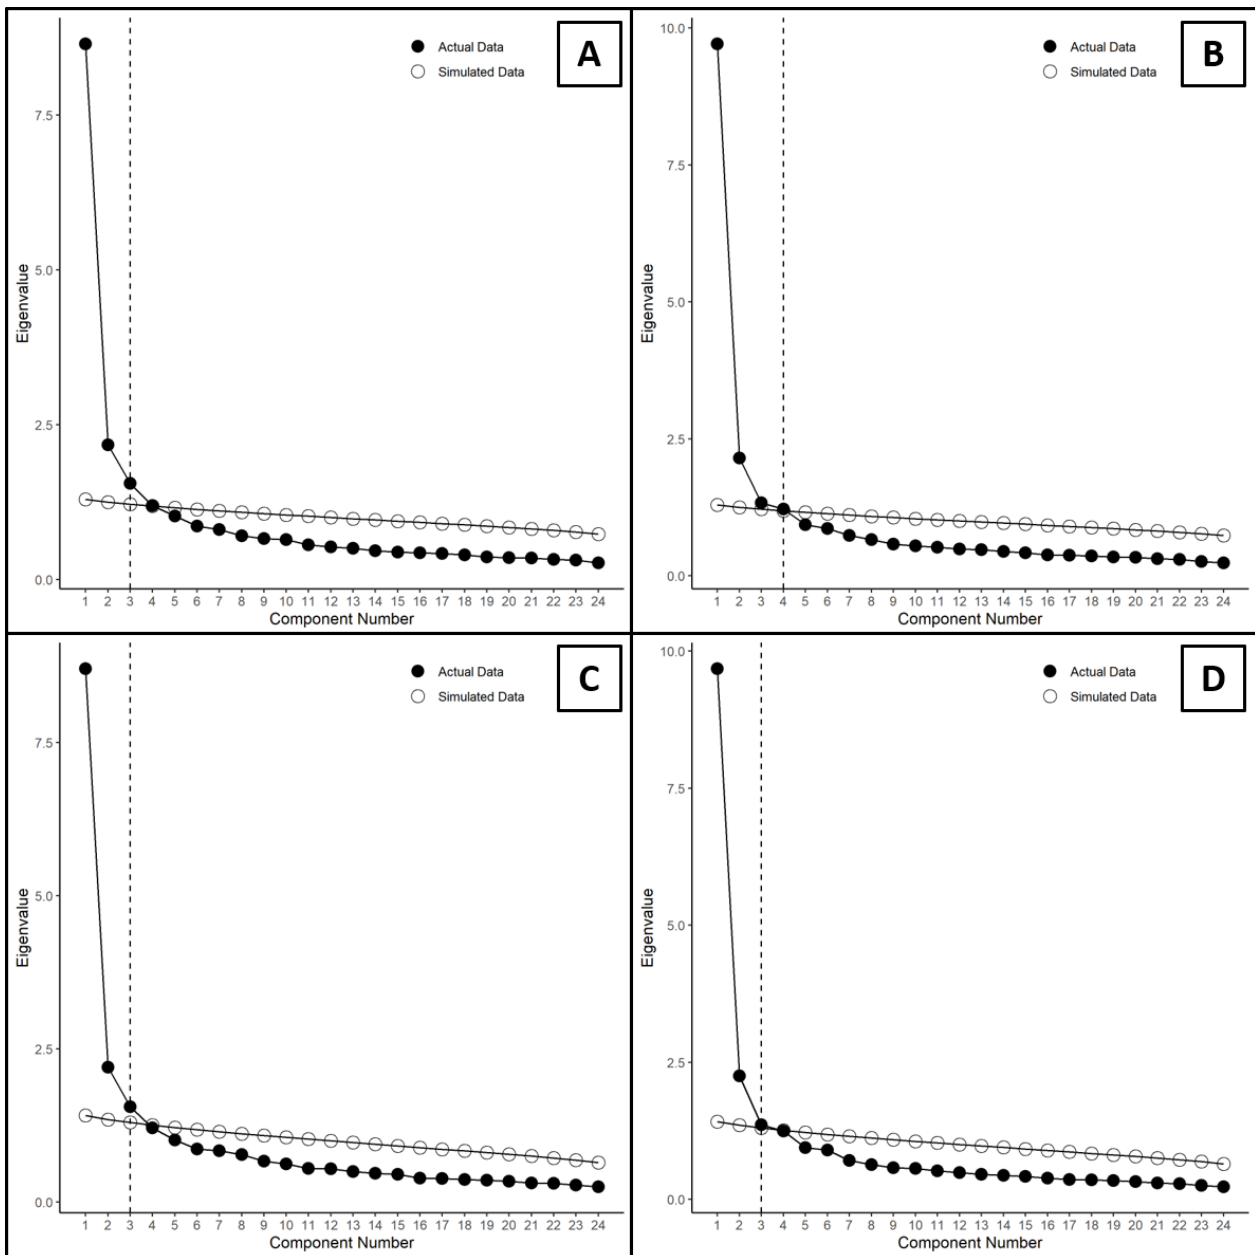 A
Actual Data
Simulated Data
7.5
5.0
2.5
0.0
Eigenvalue
1 2 3 4 5 6 7 8 9 10 11 12 13 14 15 16 17 18 19 20 21 22 23 24
Component Number
B
Actual Data
Simulated Data
10.0
7.5
5.0
2.5
0.0
Eigenvalue
1 2 3 4 5 6 7 8 9 10 11 12 13 14 15 16 17 18 19 20 21 22 23 24
Component Number
C
Actual Data
Simulated Data
7.5
5.0
2.5
0.0
Eigenvalue
1 2 3 4 5 6 7 8 9 10 11 12 13 14 15 16 17 18 19 20 21 22 23 24
Component Number
D
Actual Data
Simulated Data
10.0
7.5
5.0
2.5
0.0
Eigenvalue
1 2 3 4 5 6 7 8 9 10 11 12 13 14 15 16 17 18 19 20 21 22 23 24
Component Number